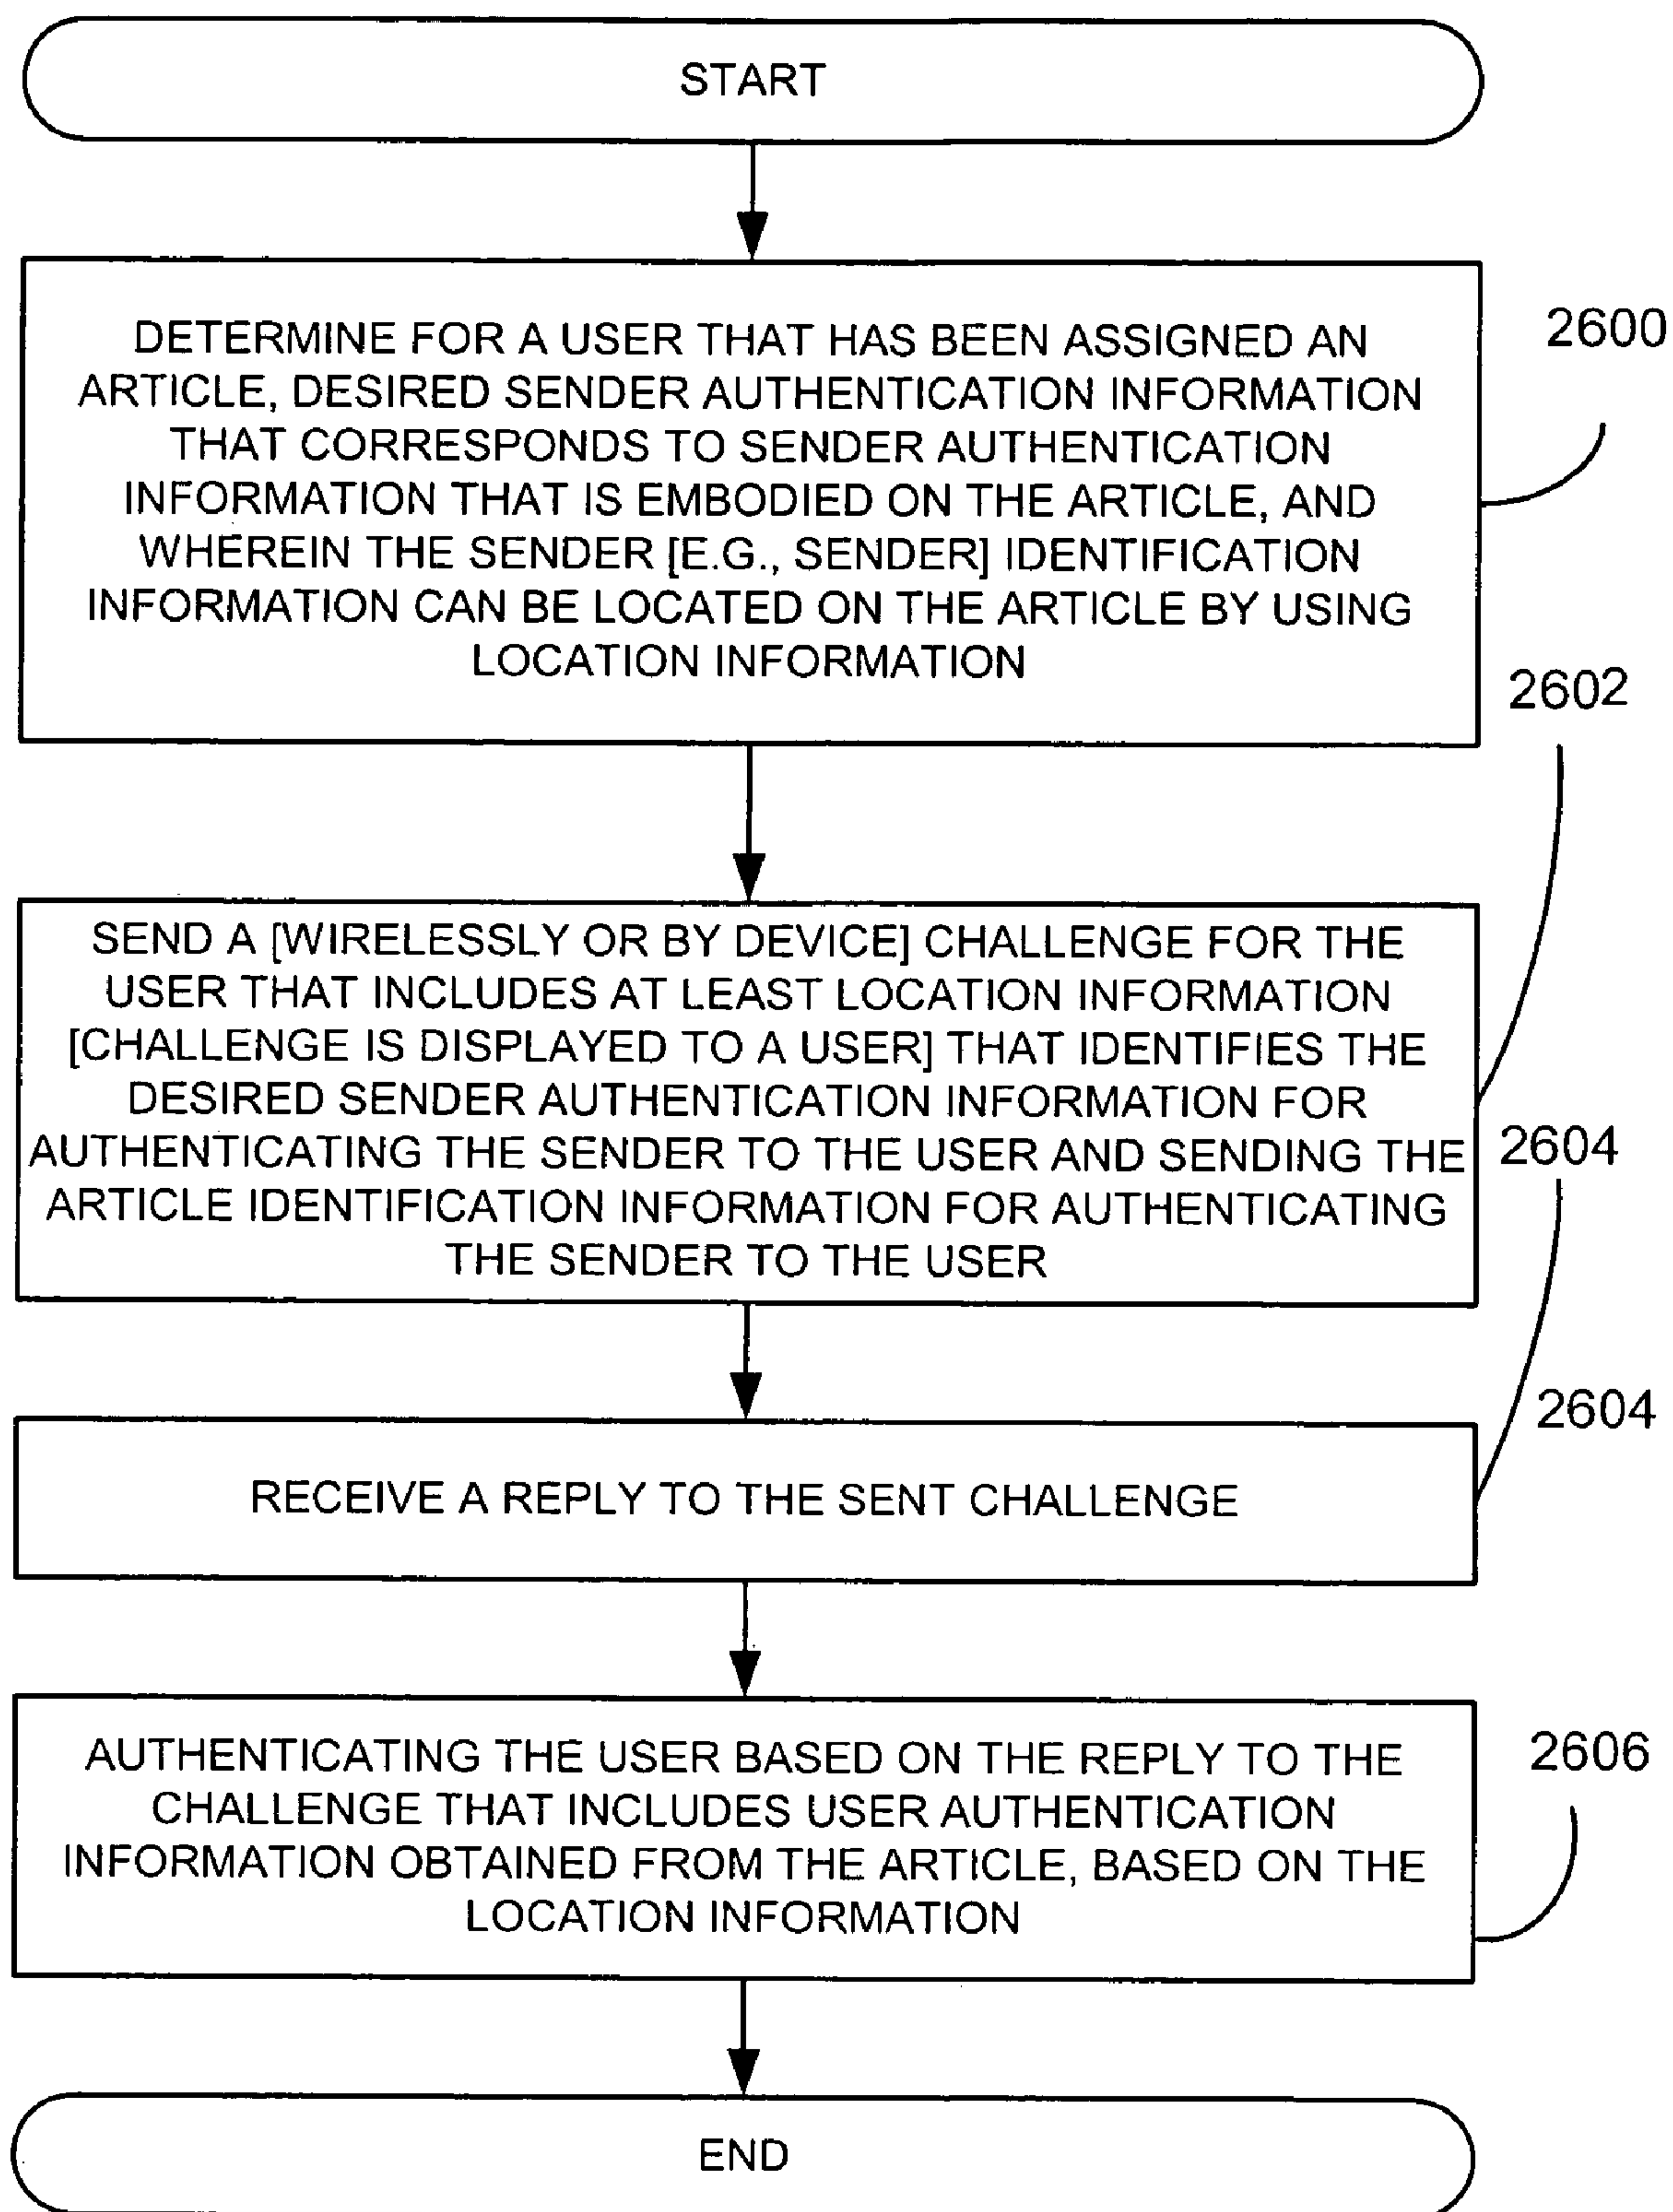 START
DETERMINE FOR A USER THAT HAS BEEN ASSIGNED AN
ARTICLE, DESIRED SENDER AUTHENTICATION INFORMATION
THAT CORRESPONDS TO SENDER AUTHENTICATION
INFORMATION THAT IS EMBODIED ON THE ARTICLE, AND
WHEREIN THE SENDER [E.G., SENDER] IDENTIFICATION
INFORMATION CAN BE LOCATED ON THE ARTICLE BY USING
LOCATION INFORMATION
2600
2602
SEND A [WIRELESSLY OR BY DEVICE] CHALLENGE FOR THE
USER THAT INCLUDES AT LEAST LOCATION INFORMATION
[CHALLENGE IS DISPLAYED TO A USER] THAT IDENTIFIES THE
DESIRED SENDER AUTHENTICATION INFORMATION FOR
AUTHENTICATING THE SENDER TO THE USER AND SENDING THE
ARTICLE IDENTIFICATION INFORMATION FOR AUTHENTICATING
THE SENDER TO THE USER
2604
2604
RECEIVE A REPLY TO THE SENT CHALLENGE
AUTHENTICATING THE USER BASED ON THE REPLY TO THE
CHALLENGE THAT INCLUDES USER AUTHENTICATION
INFORMATION OBTAINED FROM THE ARTICLE, BASED ON THE
LOCATION INFORMATION
2606
END